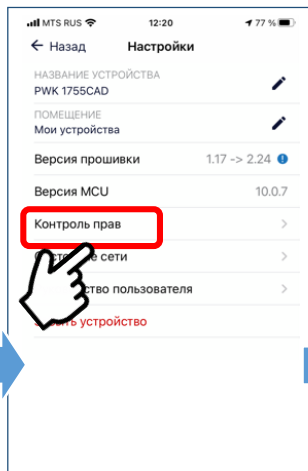 MTS RUS 12:20 77 %
Назад Настройки
НАЗВАНИЕ УСТРОЙСТВА
PWK 1755CAD
ПОМЕЩЕНИЕ
Мои устройства
Версия прошивки 1.17 -> 2.24
Версия MCU 10.0.7
Контроль прав
сети
пользователя
устройство